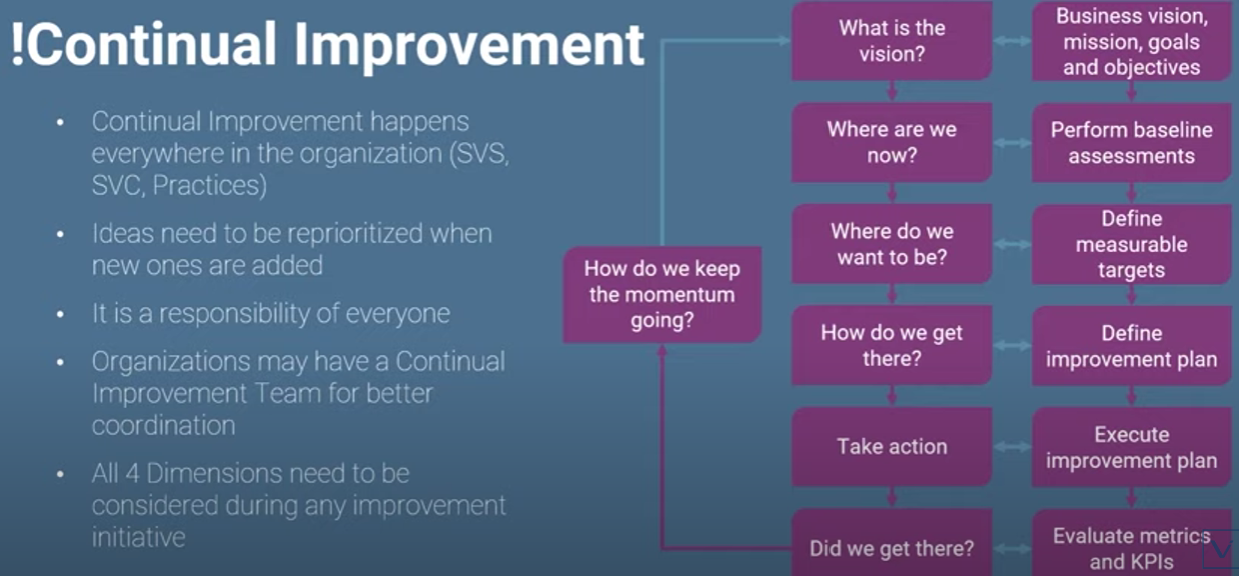 !Continual Improvement
• Continual Improvement happens
everywhere in the organization (SVS,
SVC, Practices)
• Ideas need to be reprioritized when
new ones are added
• It is a responsibility of everyone
• Organizations may have a Continual
Improvement Team for better
coordination
• All 4 Dimensions need to be
considered during any improvement
initiative
How do we keep
the momentum
going?
What is the
vision?
Business vision,
mission, goals
and objectives
Where are we
now?
Perform baseline
assessments
Where do we
want to be?
Define
measurable
targets
How do we get
there?
Define
improvement plan
Take action
Execute
improvement plan
Did we get there?
Evaluate metrics
and KPIs
V